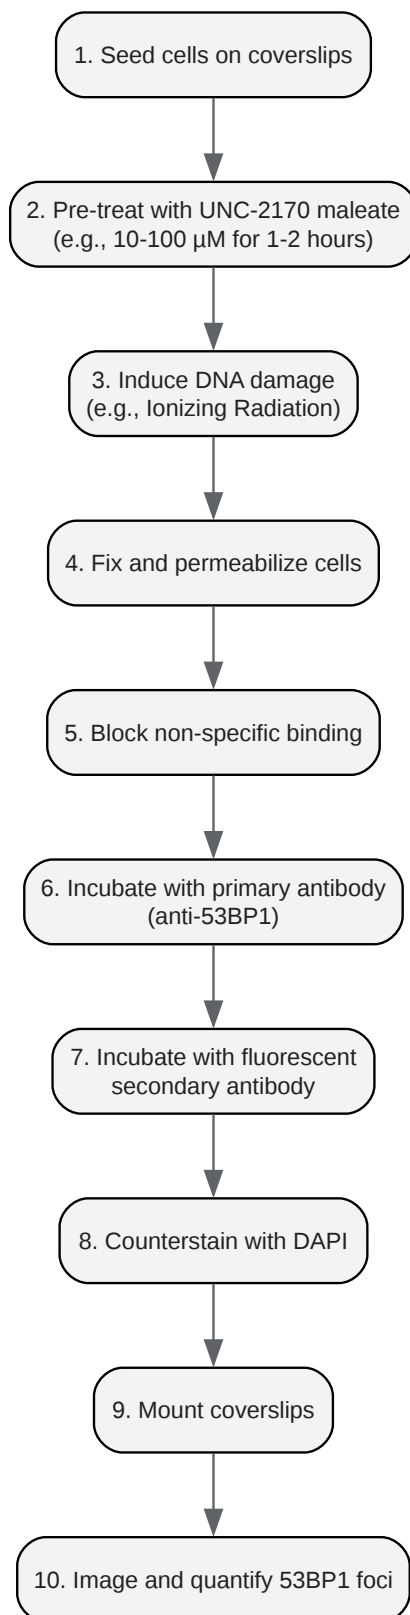 1. Seed cells on coverslips
2. Pre-treat with UNC-2170 maleate
(e.g., 10-100 µM for 1-2 hours)
3. Induce DNA damage
(e.g., Ionizing Radiation)
4. Fix and permeabilize cells
5. Block non-specific binding
6. Incubate with primary antibody
(anti-53BP1)
7. Incubate with fluorescent
secondary antibody
8. Counterstain with DAPI
9. Mount coverslips
10. Image and quantify 53BP1 foci